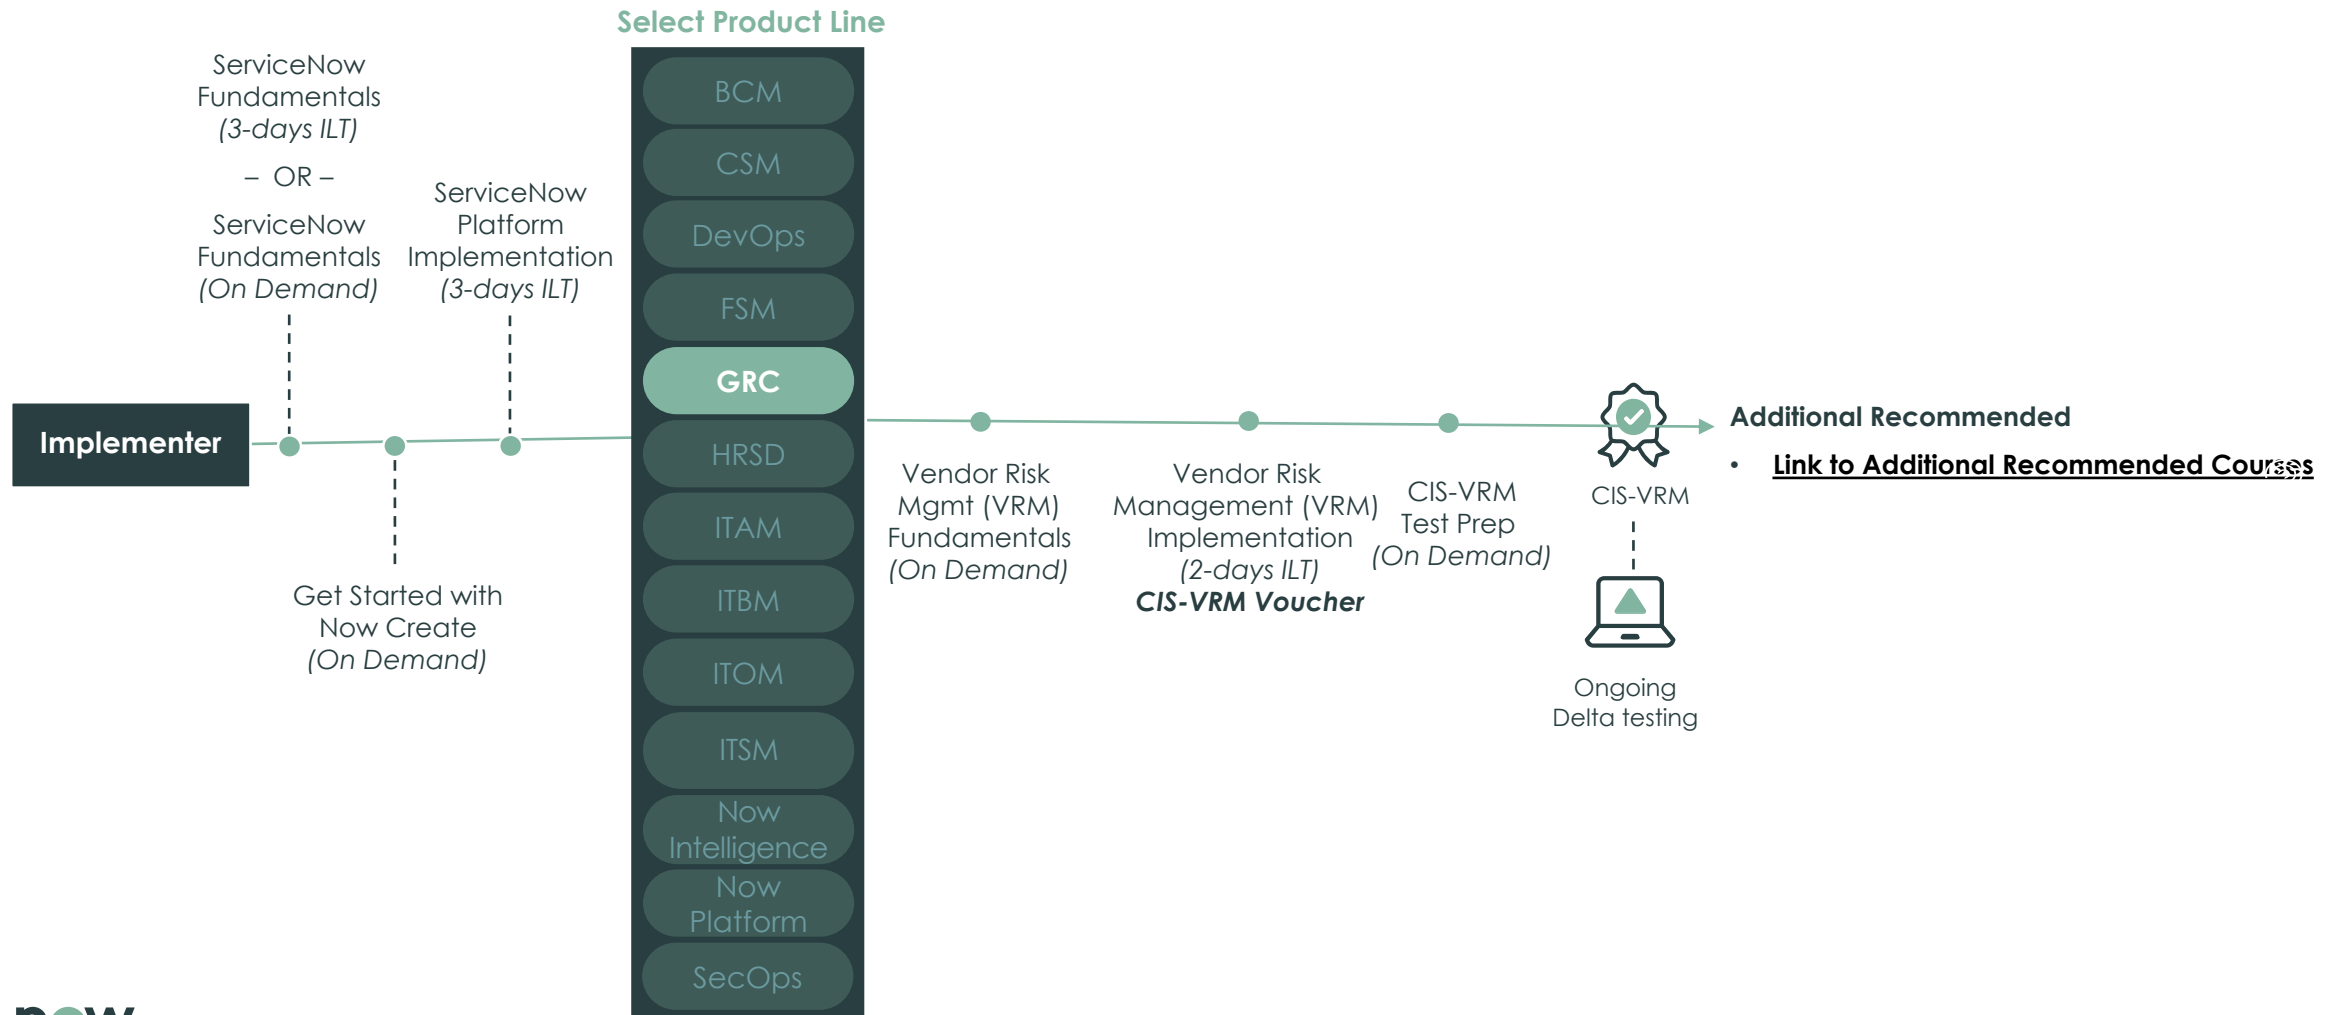 Select Product Line
ServiceNow
Fundamentals
(3-days ILT)
– OR –
ServiceNow
Fundamentals
(On Demand)
ServiceNow
Platform
Implementation
(3-days ILT)
Implementer
Get Started with
Now Create
(On Demand)
BCM
CSM
DevOps
FSM
GRC
HRSD
ITAM
ITBM
ITOM
ITSM
Now
Intelligence
Now
Platform
SecOps
Vendor Risk
Mgmt (VRM)
Fundamentals
(On Demand)
Vendor Risk
Management (VRM)
Implementation
(2-days ILT)
CIS-VRM Voucher
CIS-VRM
Test Prep
(On Demand)
CIS-VRM
Ongoing
Delta testing
Additional Recommended
• Link to Additional Recommended Courses
now